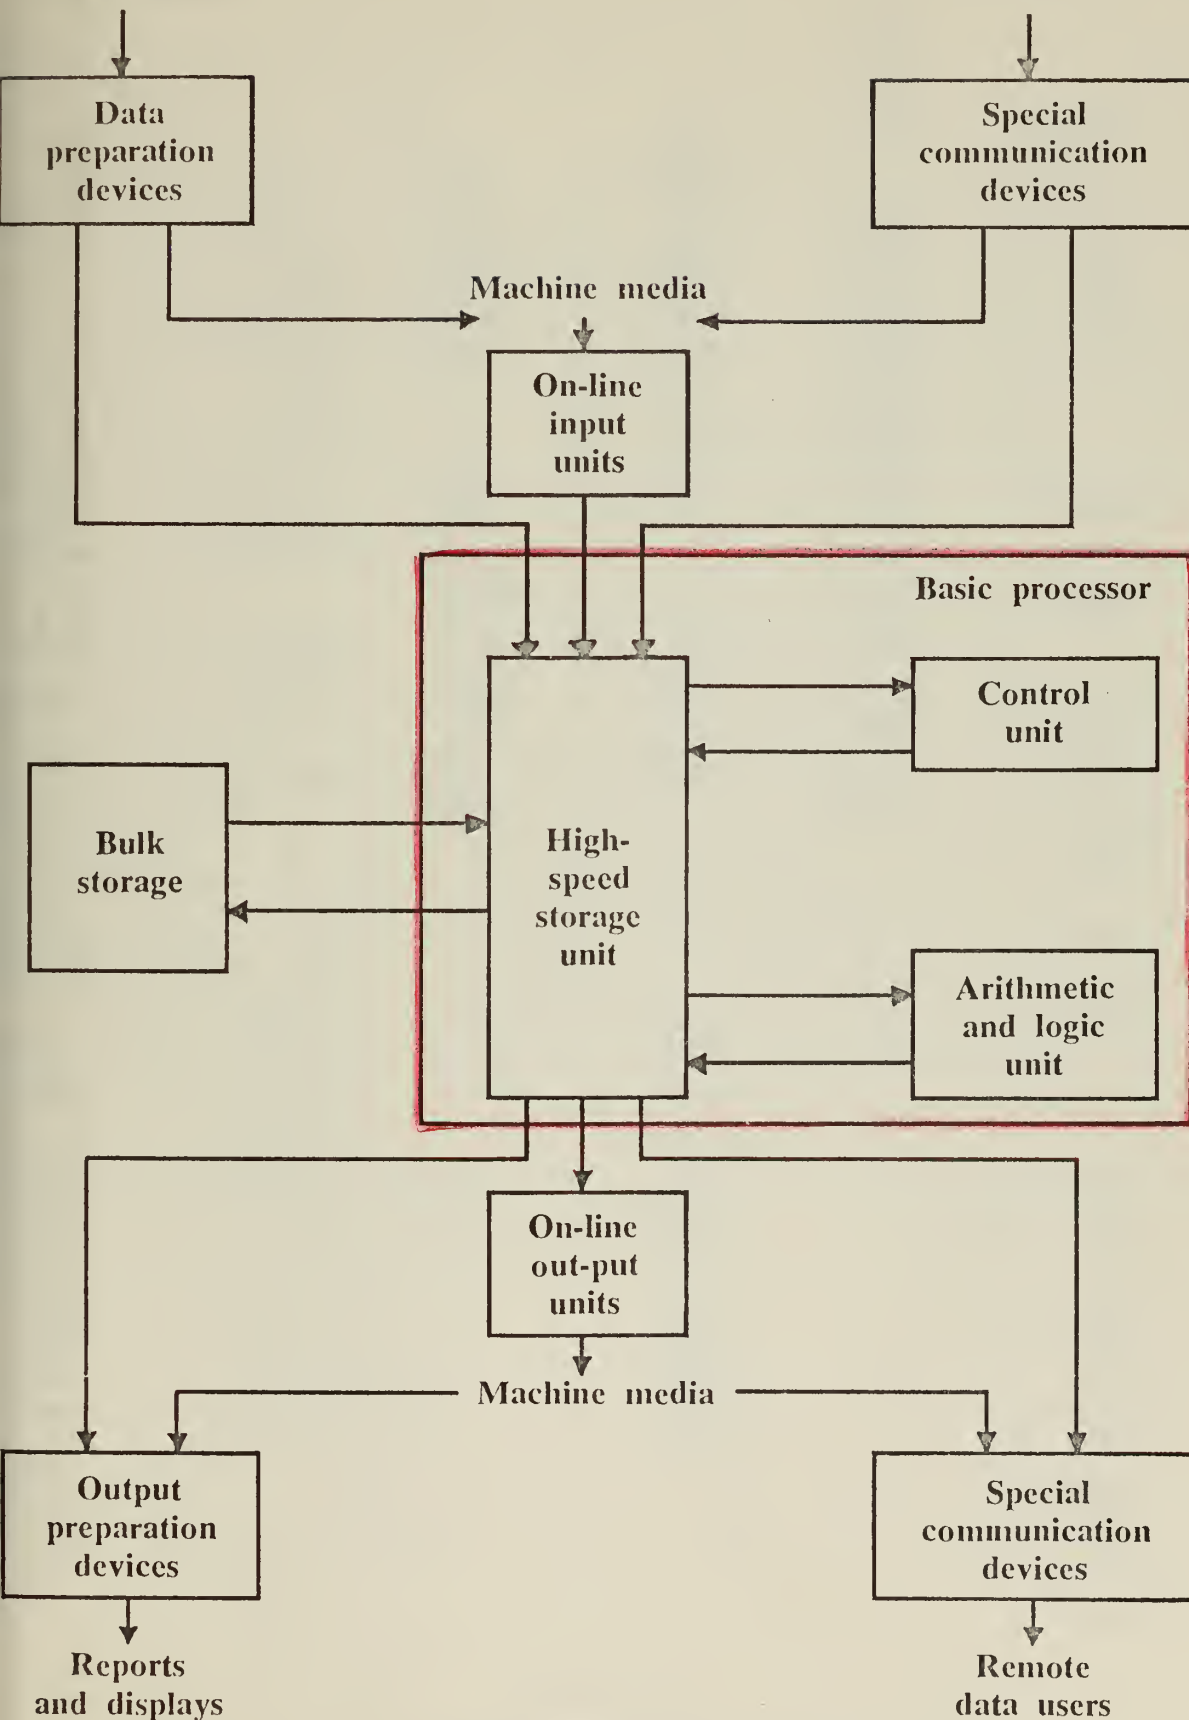 Data
preparation
devices
Special
communication
devices
Machine media
On-line
input
units
Basic processor
Control
unit
Bulk
storage
High-
speed
storage
unit
Arithmetic
and logic
unit
On-line
out-put
units
Machine media
Output
preparation
devices
Special
communication
devices
Reports
and displays
Remote
data users